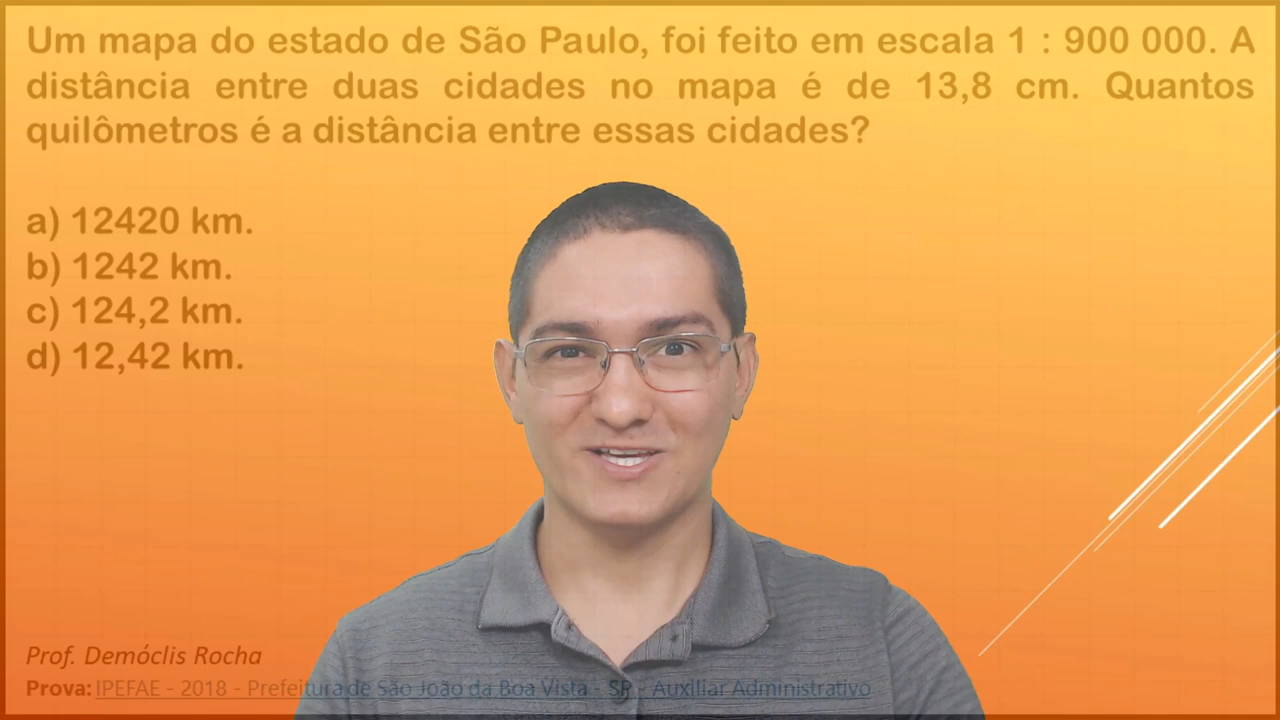 Um mapa do estado de São Paulo, foi feito em escala 1 : 900 000. A
distância entre duas cidades no mapa é de 13,8 cm. Quantos
quilômetros é a distância entre essas cidades?
a) 12420 km.
b) 1242 km.
c) 124,2 km.
d) 12,42 km.
Prof. Demóclis Rocha
Prova: IPEFAE - 2018 - Prefeitura de São João da Boa Vista - SP - Auxiliar Administrativo